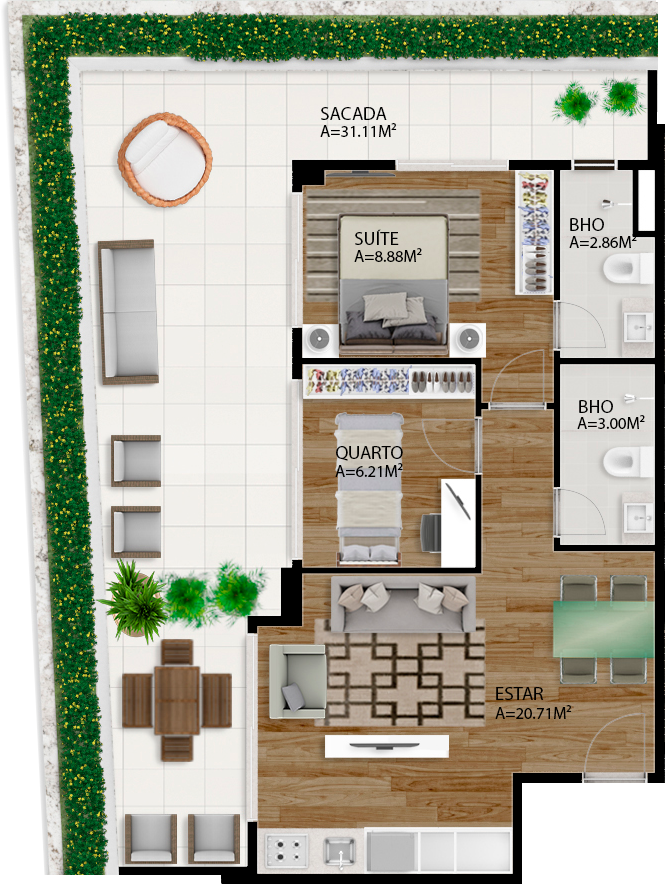 SACADA
A=31.11M²
SUÍTE
A=8.88M²
BHO
A=2.86M²
BHO
A=3.00M²
QUARTO
A=6.21M²
ESTAR
A=20.71M²